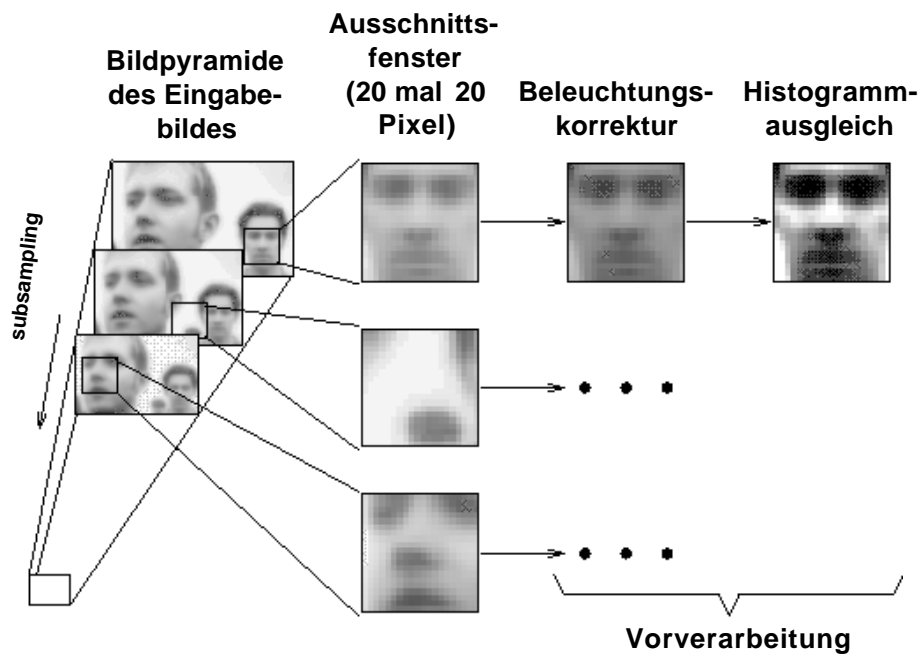 Bildpyramide
des Eingabe-
bildes
Ausschnitts-
fenster
(20 mal 20
Pixel)
Beleuchtungs-
korrektur
Histogramm-
ausgleich
subsampling
Vorverarbeitung